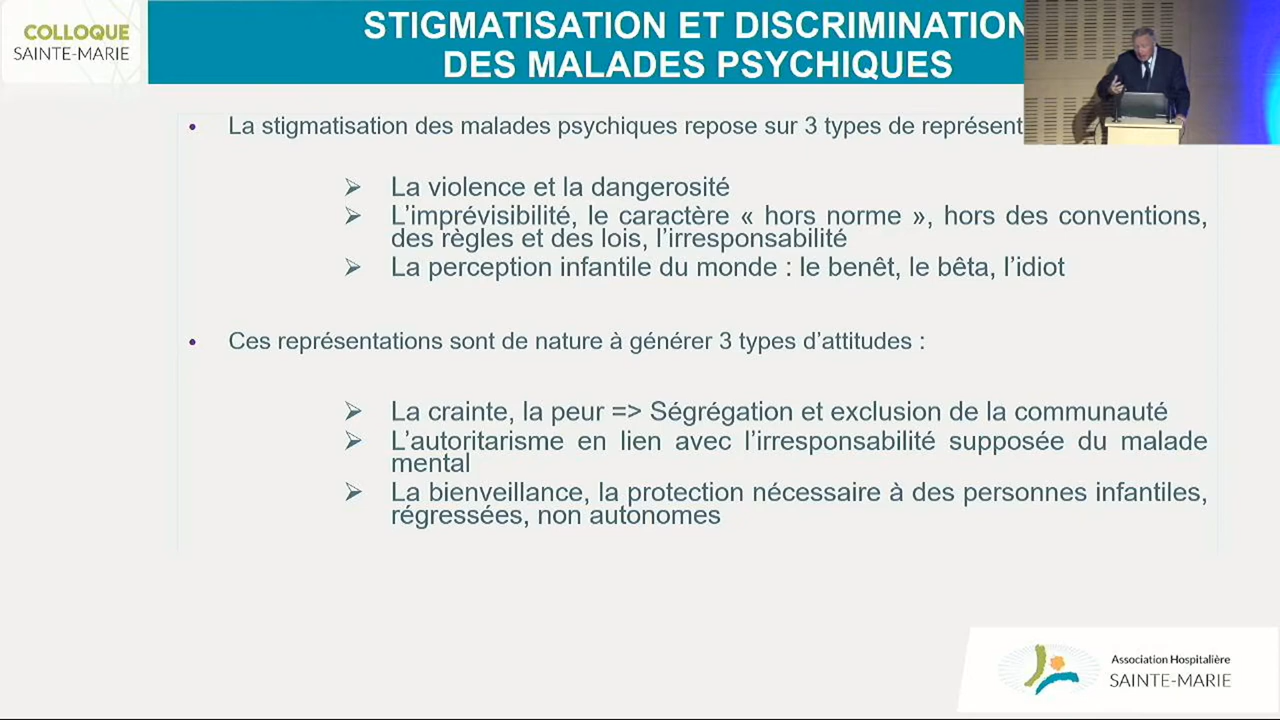 COLLOQUE
SAINTE-MARIE
STIGMATISATION ET DISCRIMINATION
DES MALADES PSYCHIQUES
• La stigmatisation des malades psychiques repose sur 3 types de représent
➢ La violence et la dangerosité
➢ L'imprévisibilité, le caractère « hors norme », hors des conventions,
des règles et des lois, l'irresponsabilité
➢ La perception infantile du monde : le benêt, le bêta, l'idiot
• Ces représentations sont de nature à générer 3 types d'attitudes :
➢ La crainte, la peur => Ségrégation et exclusion de la communauté
➢ L'autoritarisme en lien avec l'irresponsabilité supposée du malade
mental
➢ La bienveillance, la protection nécessaire à des personnes infantiles,
régressées, non autonomes
Association Hospitalière
SAINTE-MARIE